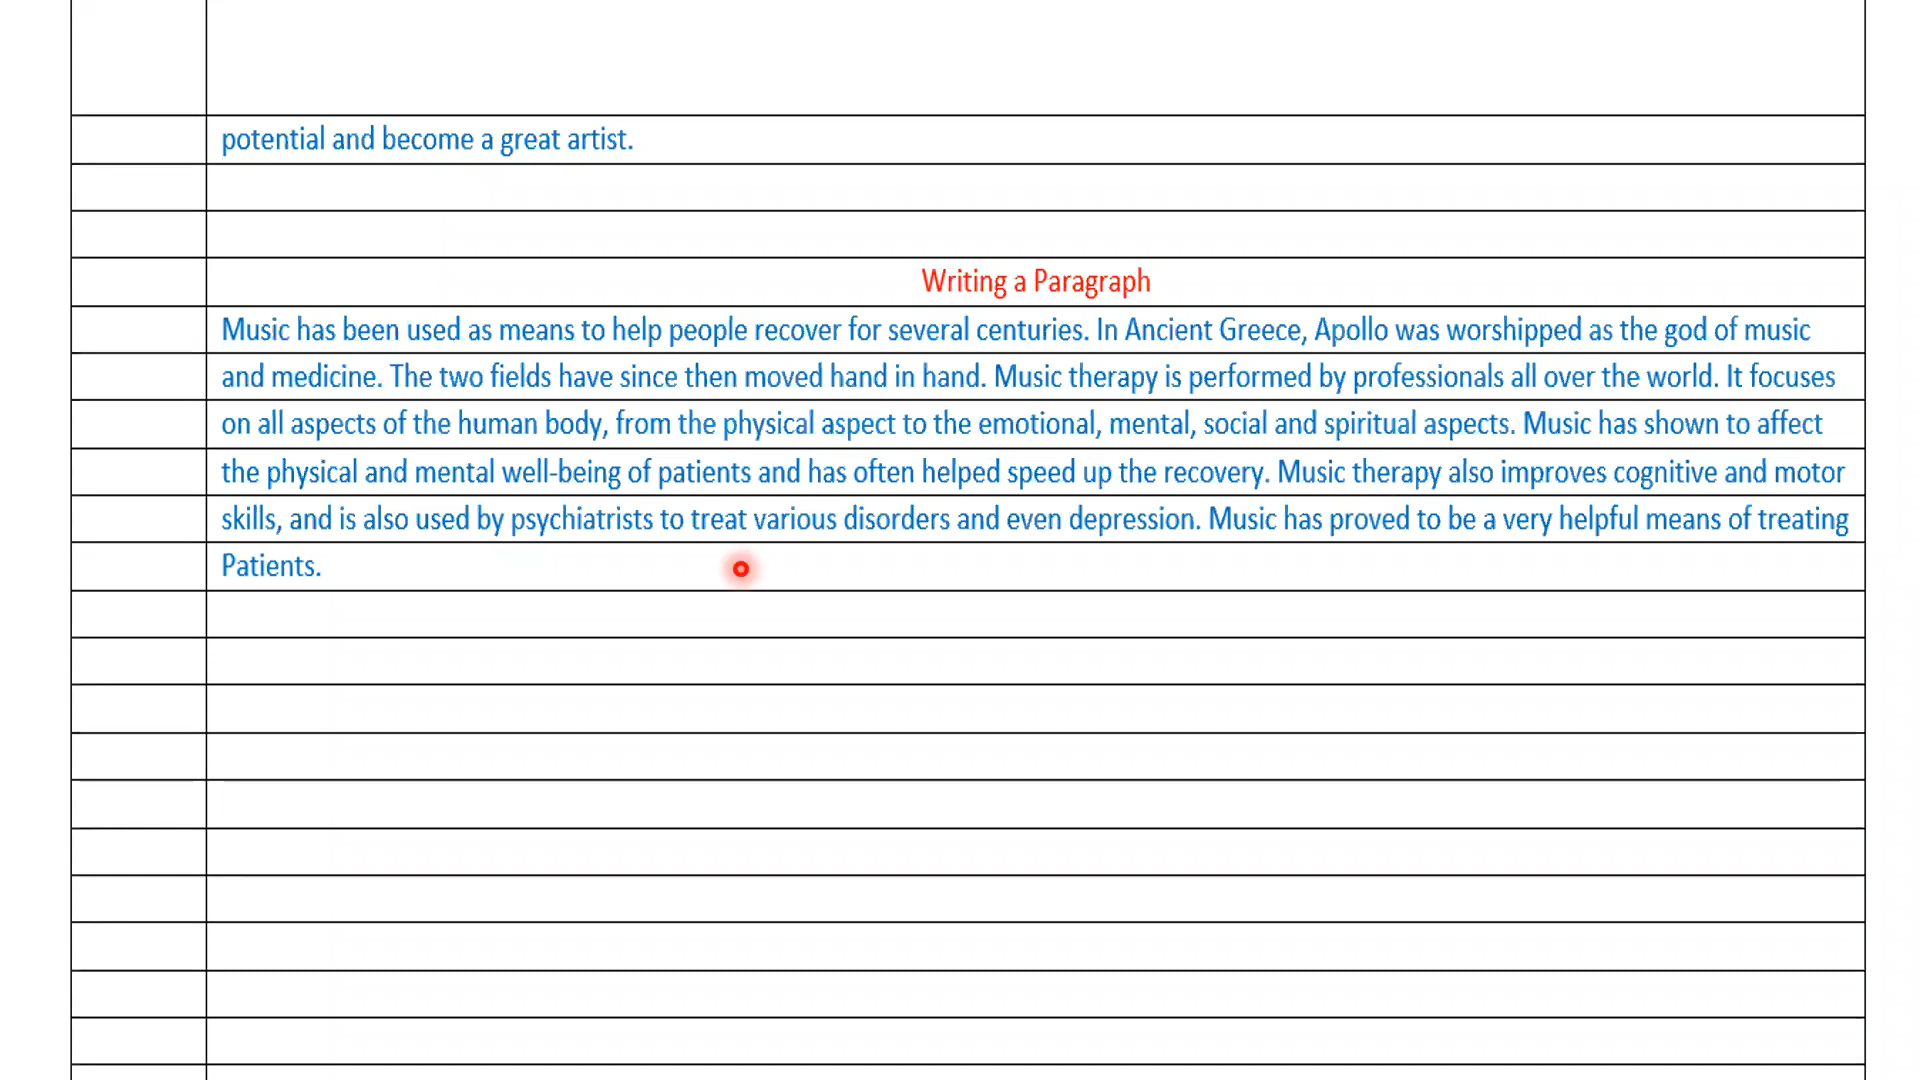 potential and become a great artist.
Writing a Paragraph
Music has been used as means to help people recover for several centuries. In Ancient Greece, Apollo was worshipped as the god of music
and medicine. The two fields have since then moved hand in hand. Music therapy is performed by professionals all over the world. It focuses
on all aspects of the human body, from the physical aspect to the emotional, mental, social and spiritual aspects. Music has shown to affect
the physical and mental well-being of patients and has often helped speed up the recovery. Music therapy also improves cognitive and motor
skills, and is also used by psychiatrists to treat various disorders and even depression. Music has proved to be a very helpful means of treating
Patients.